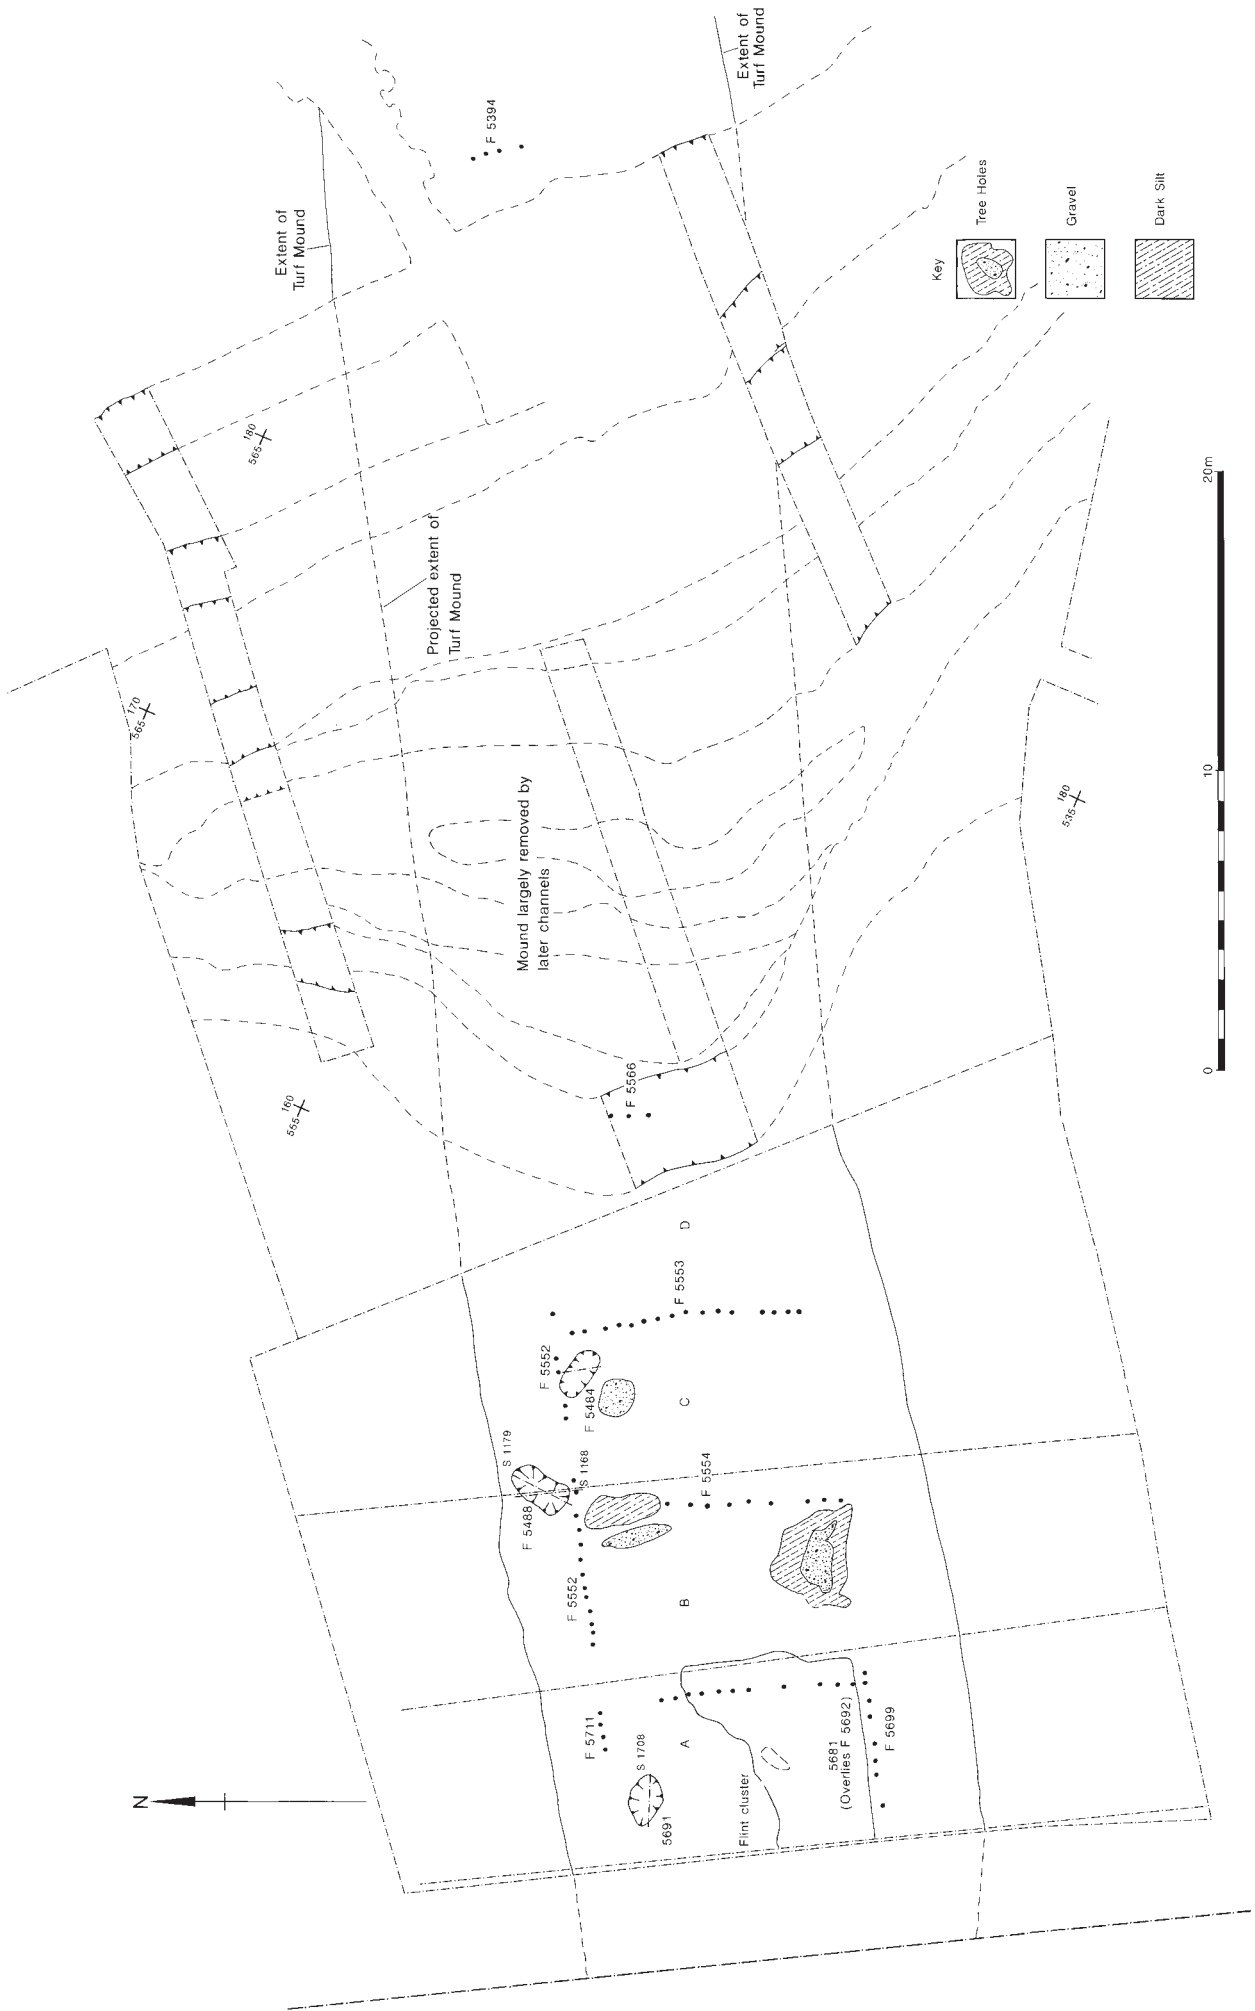 N
Extent of
Turf Mound
Extent of
Turf Mound
F 5394
180
565
170
565
160
565
Projected extent of
Turf Mound
Mound largely removed by
later channels
F 5566
180
535
D
F 5553
F 5552
F 5484
C
S 1179
F 5488
S 1168
F 5554
F 5552
B
F 5711
A
S 1708
5691
Flint cluster
5681
(Overlies F 5692)
F 5699
Key
Tree Holes
Gravel
Dark Silt
0
10
20m